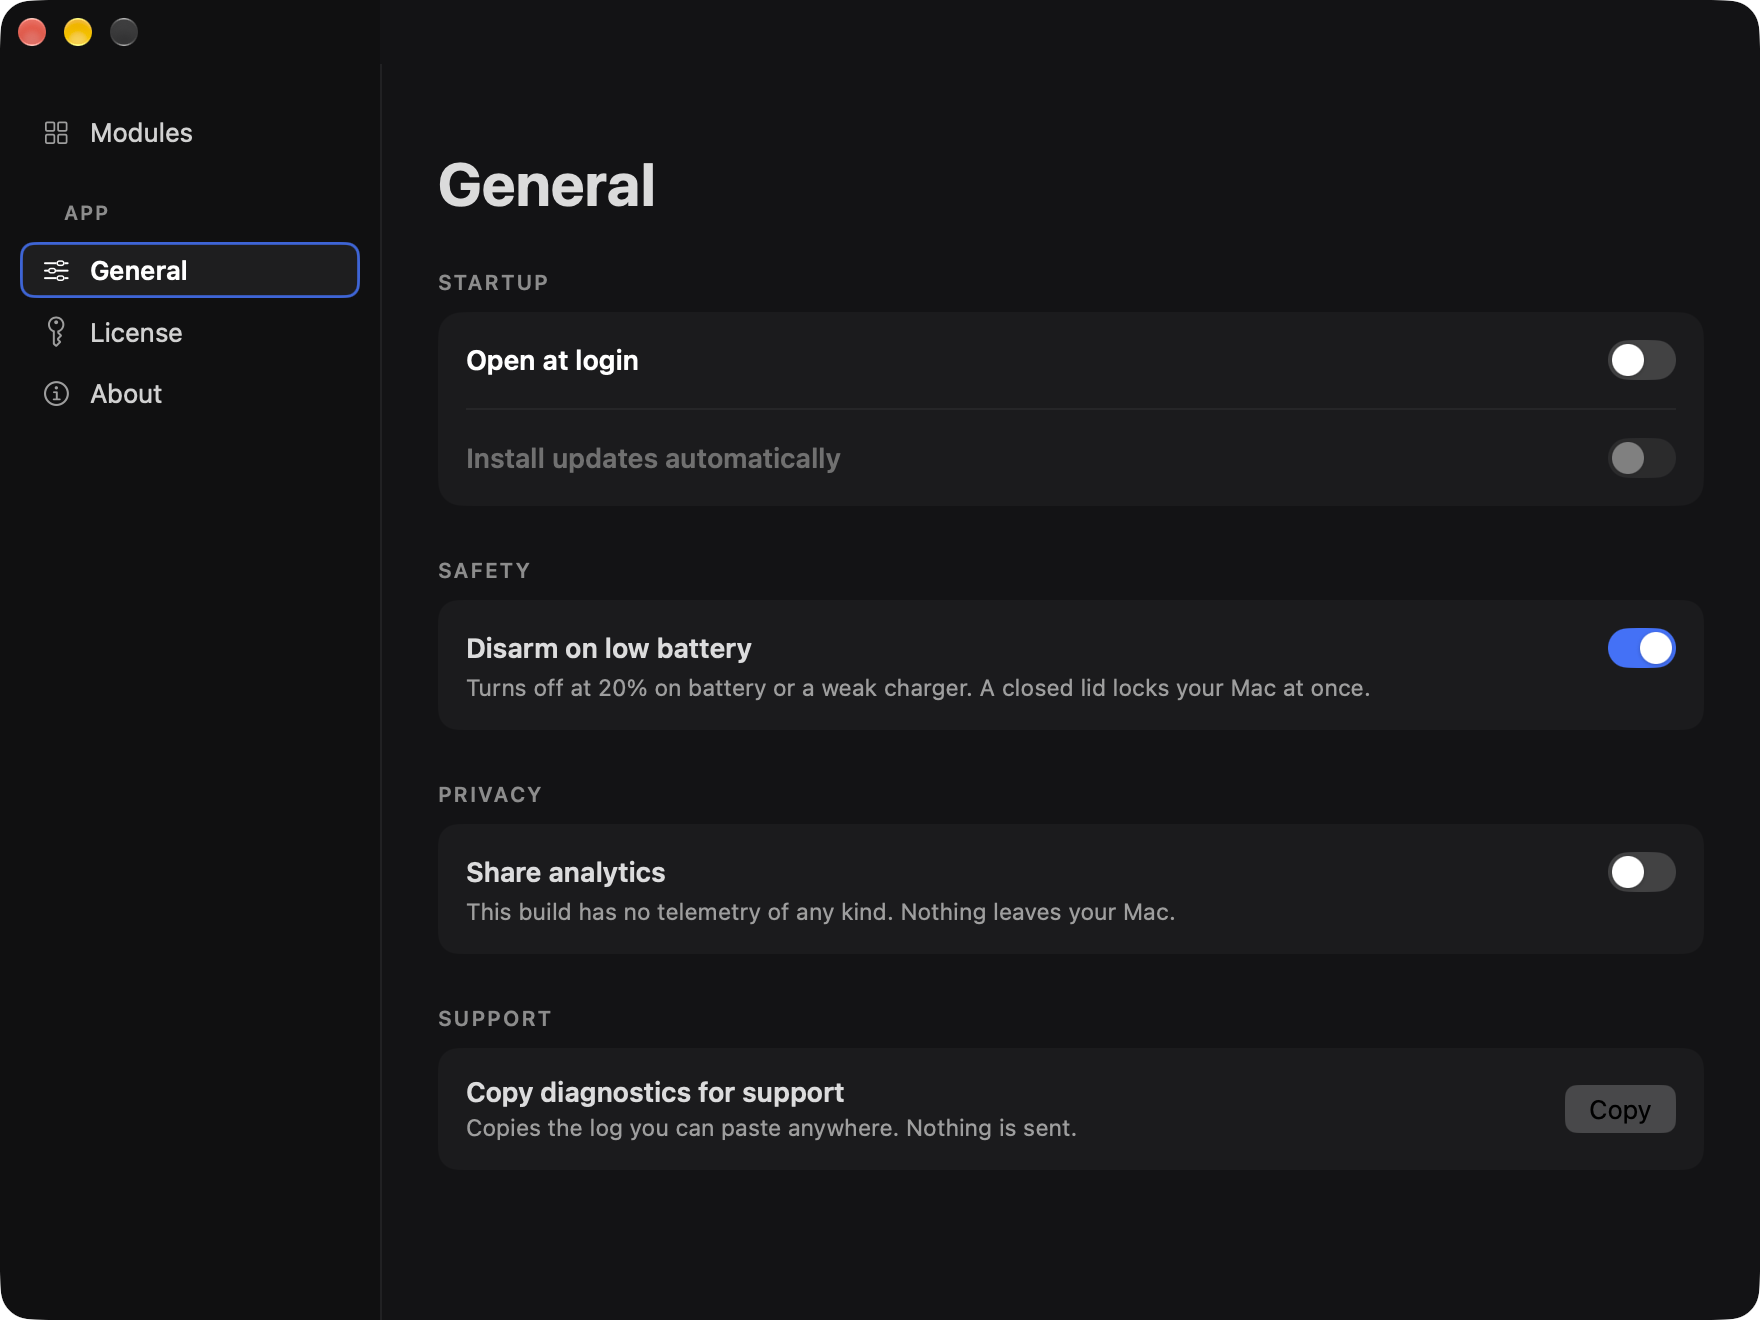 Modules
APP
General
License
About
General
STARTUP
Open at login
Install updates automatically
SAFETY
Disarm on low battery
Turns off at 20% on battery or a weak charger. A closed lid locks your Mac at once.
PRIVACY
Share analytics
This build has no telemetry of any kind. Nothing leaves your Mac.
SUPPORT
Copy diagnostics for support
Copies the log you can paste anywhere. Nothing is sent.
Copy